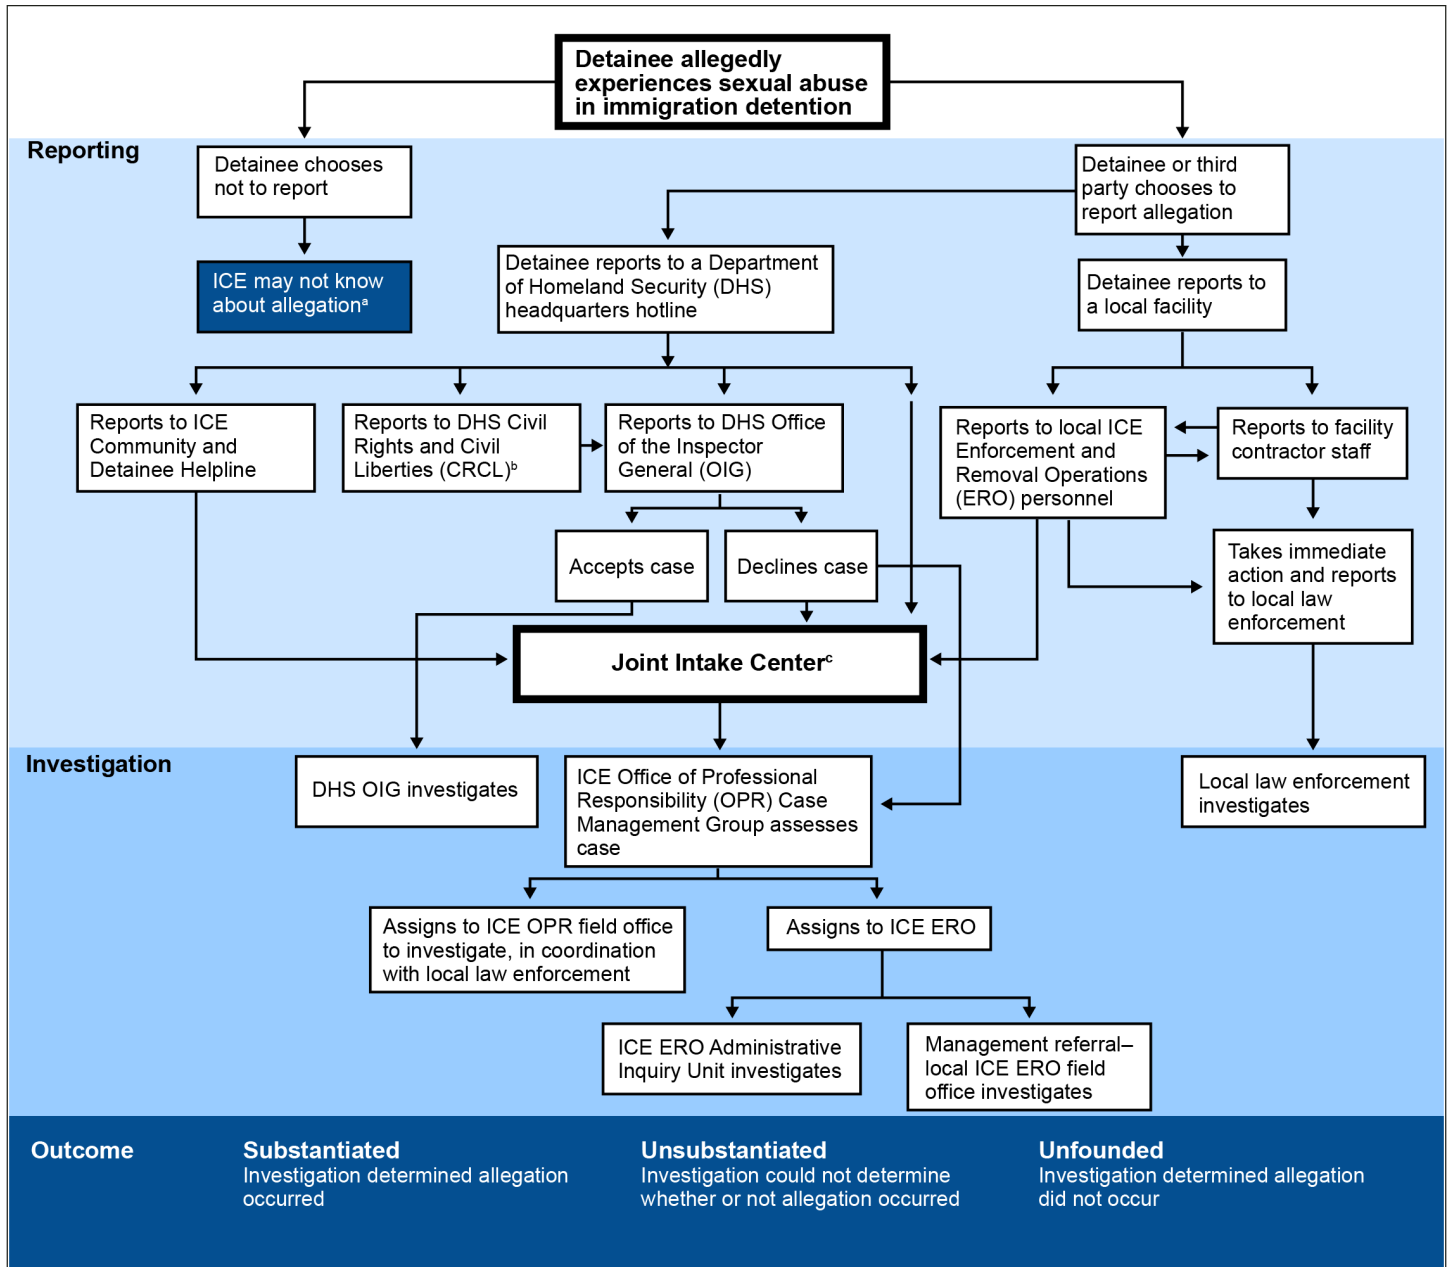 Detainee allegedly
experiences sexual abuse
in immigration detention
Reporting
Detainee chooses
not to report
Detainee or third
party chooses to
report allegation
ICE may not know
about allegationᵃ
Detainee reports to a Department
of Homeland Security (DHS)
headquarters hotline
Detainee reports to
a local facility
Reports to ICE
Community and
Detainee Helpline
Reports to DHS Civil
Rights and Civil
Liberties (CRCL)ᵇ
Reports to DHS Office
of the Inspector
General (OIG)
Reports to local ICE
Enforcement and
Removal Operations
(ERO) personnel
Reports to facility
contractor staff
Accepts case
Declines case
Takes immediate
action and reports
to local law
enforcement
Joint Intake Centerᶜ
Investigation
DHS OIG investigates
ICE Office of Professional
Responsibility (OPR) Case
Management Group assesses
case
Local law enforcement
investigates
Assigns to ICE OPR field office
to investigate, in coordination
with local law enforcement
Assigns to ICE ERO
ICE ERO Administrative
Inquiry Unit investigates
Management referral–
local ICE ERO field
office investigates
Outcome
Substantiated
Investigation determined allegation
occurred
Unsubstantiated
Investigation could not determine
whether or not allegation occurred
Unfounded
Investigation determined allegation
did not occur